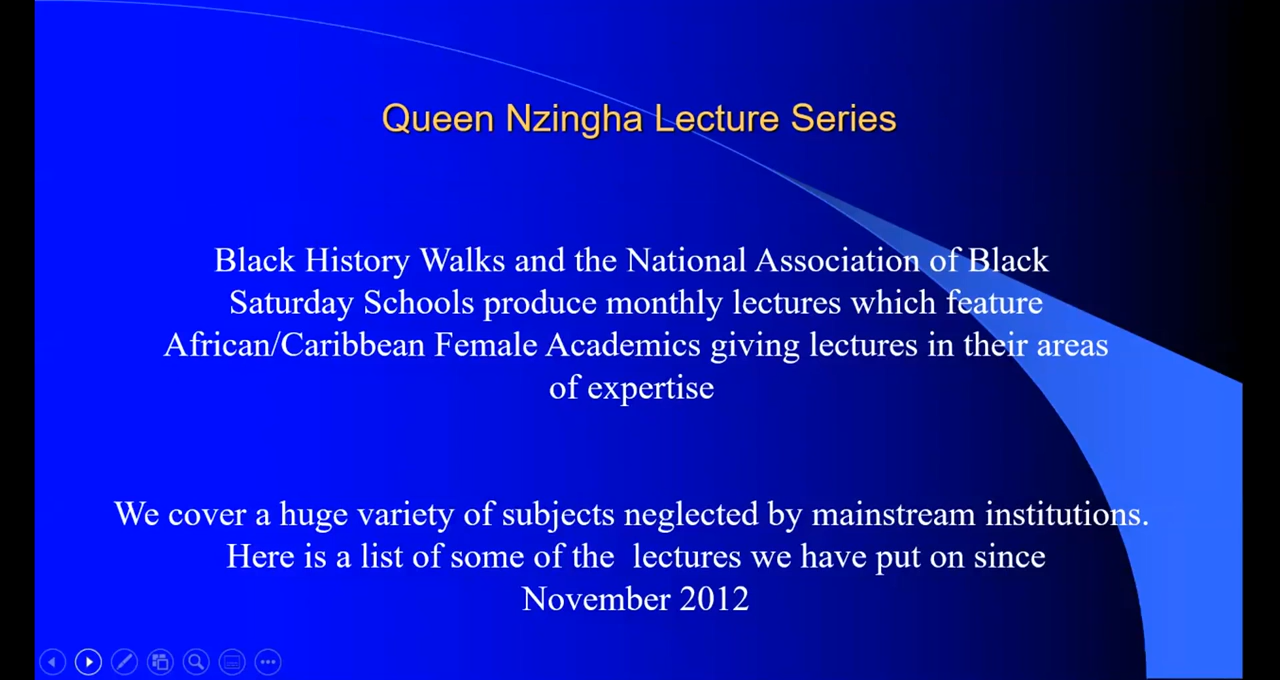 Queen Nzingha Lecture Series
Black History Walks and the National Association of Black
Saturday Schools produce monthly lectures which feature
African/Caribbean Female Academics giving lectures in their areas
of expertise
We cover a huge variety of subjects neglected by mainstream institutions.
Here is a list of some of the  lectures we have put on since
November 2012